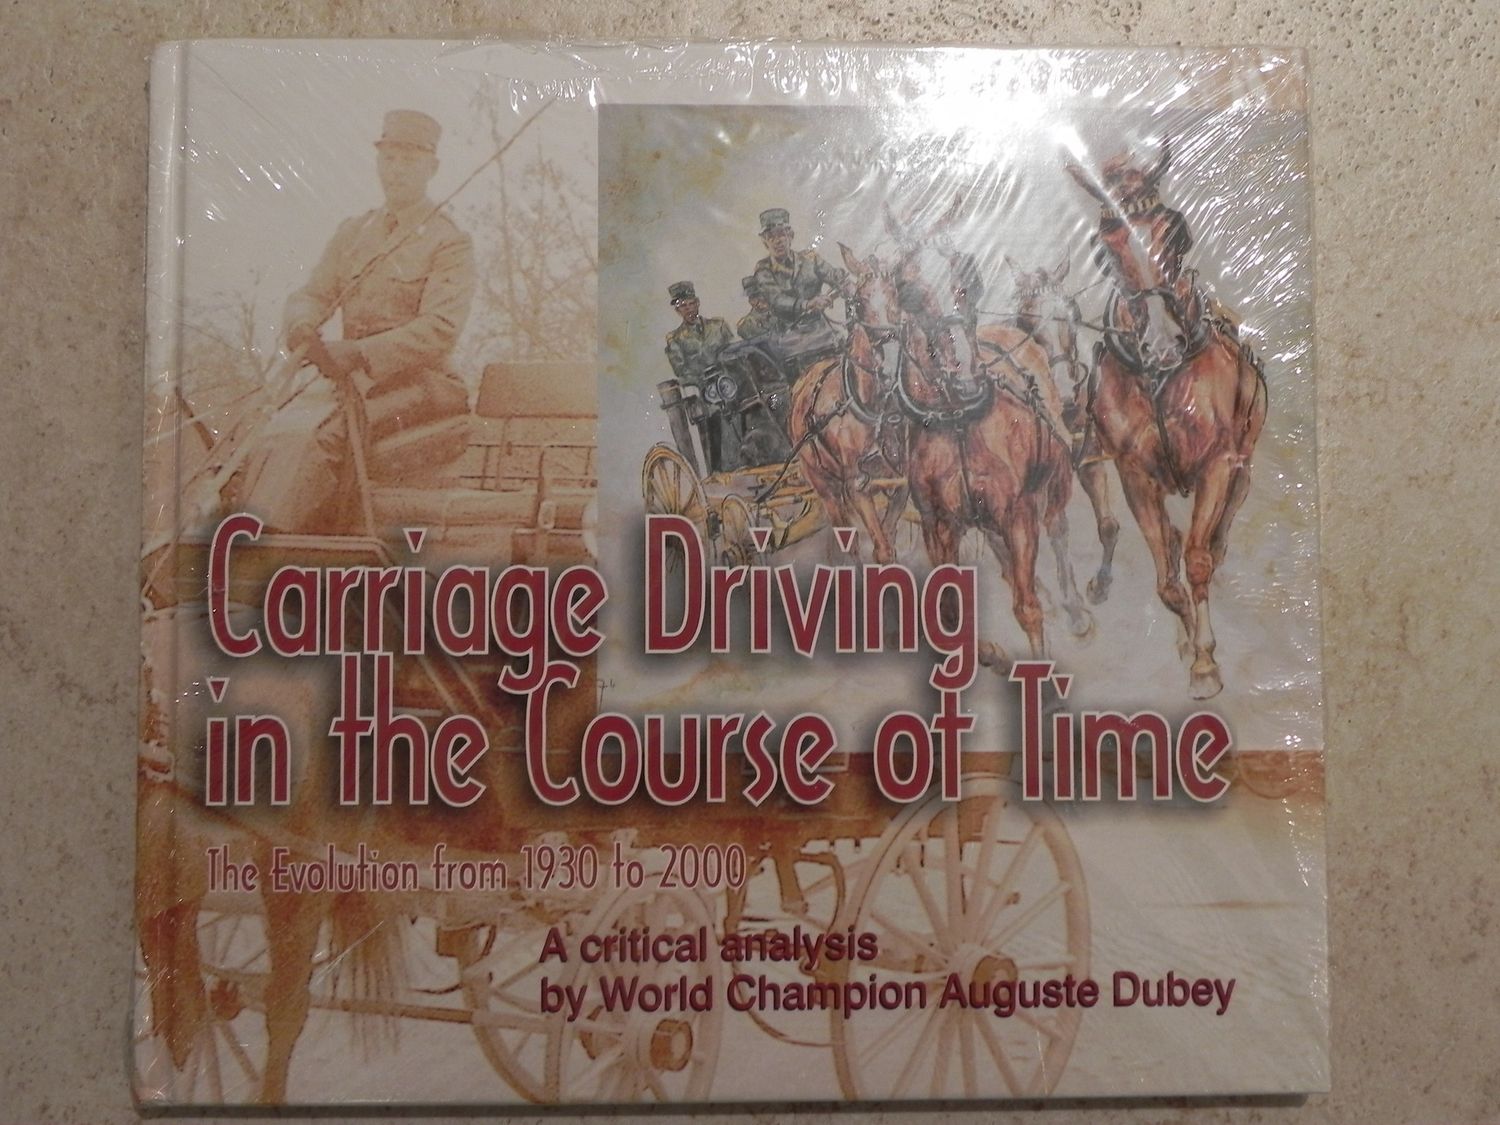 Carriage Driving
in the Course of Time
The Evolution from 1930 to 2000
A critical analysis
by World Champion Auguste Dubey